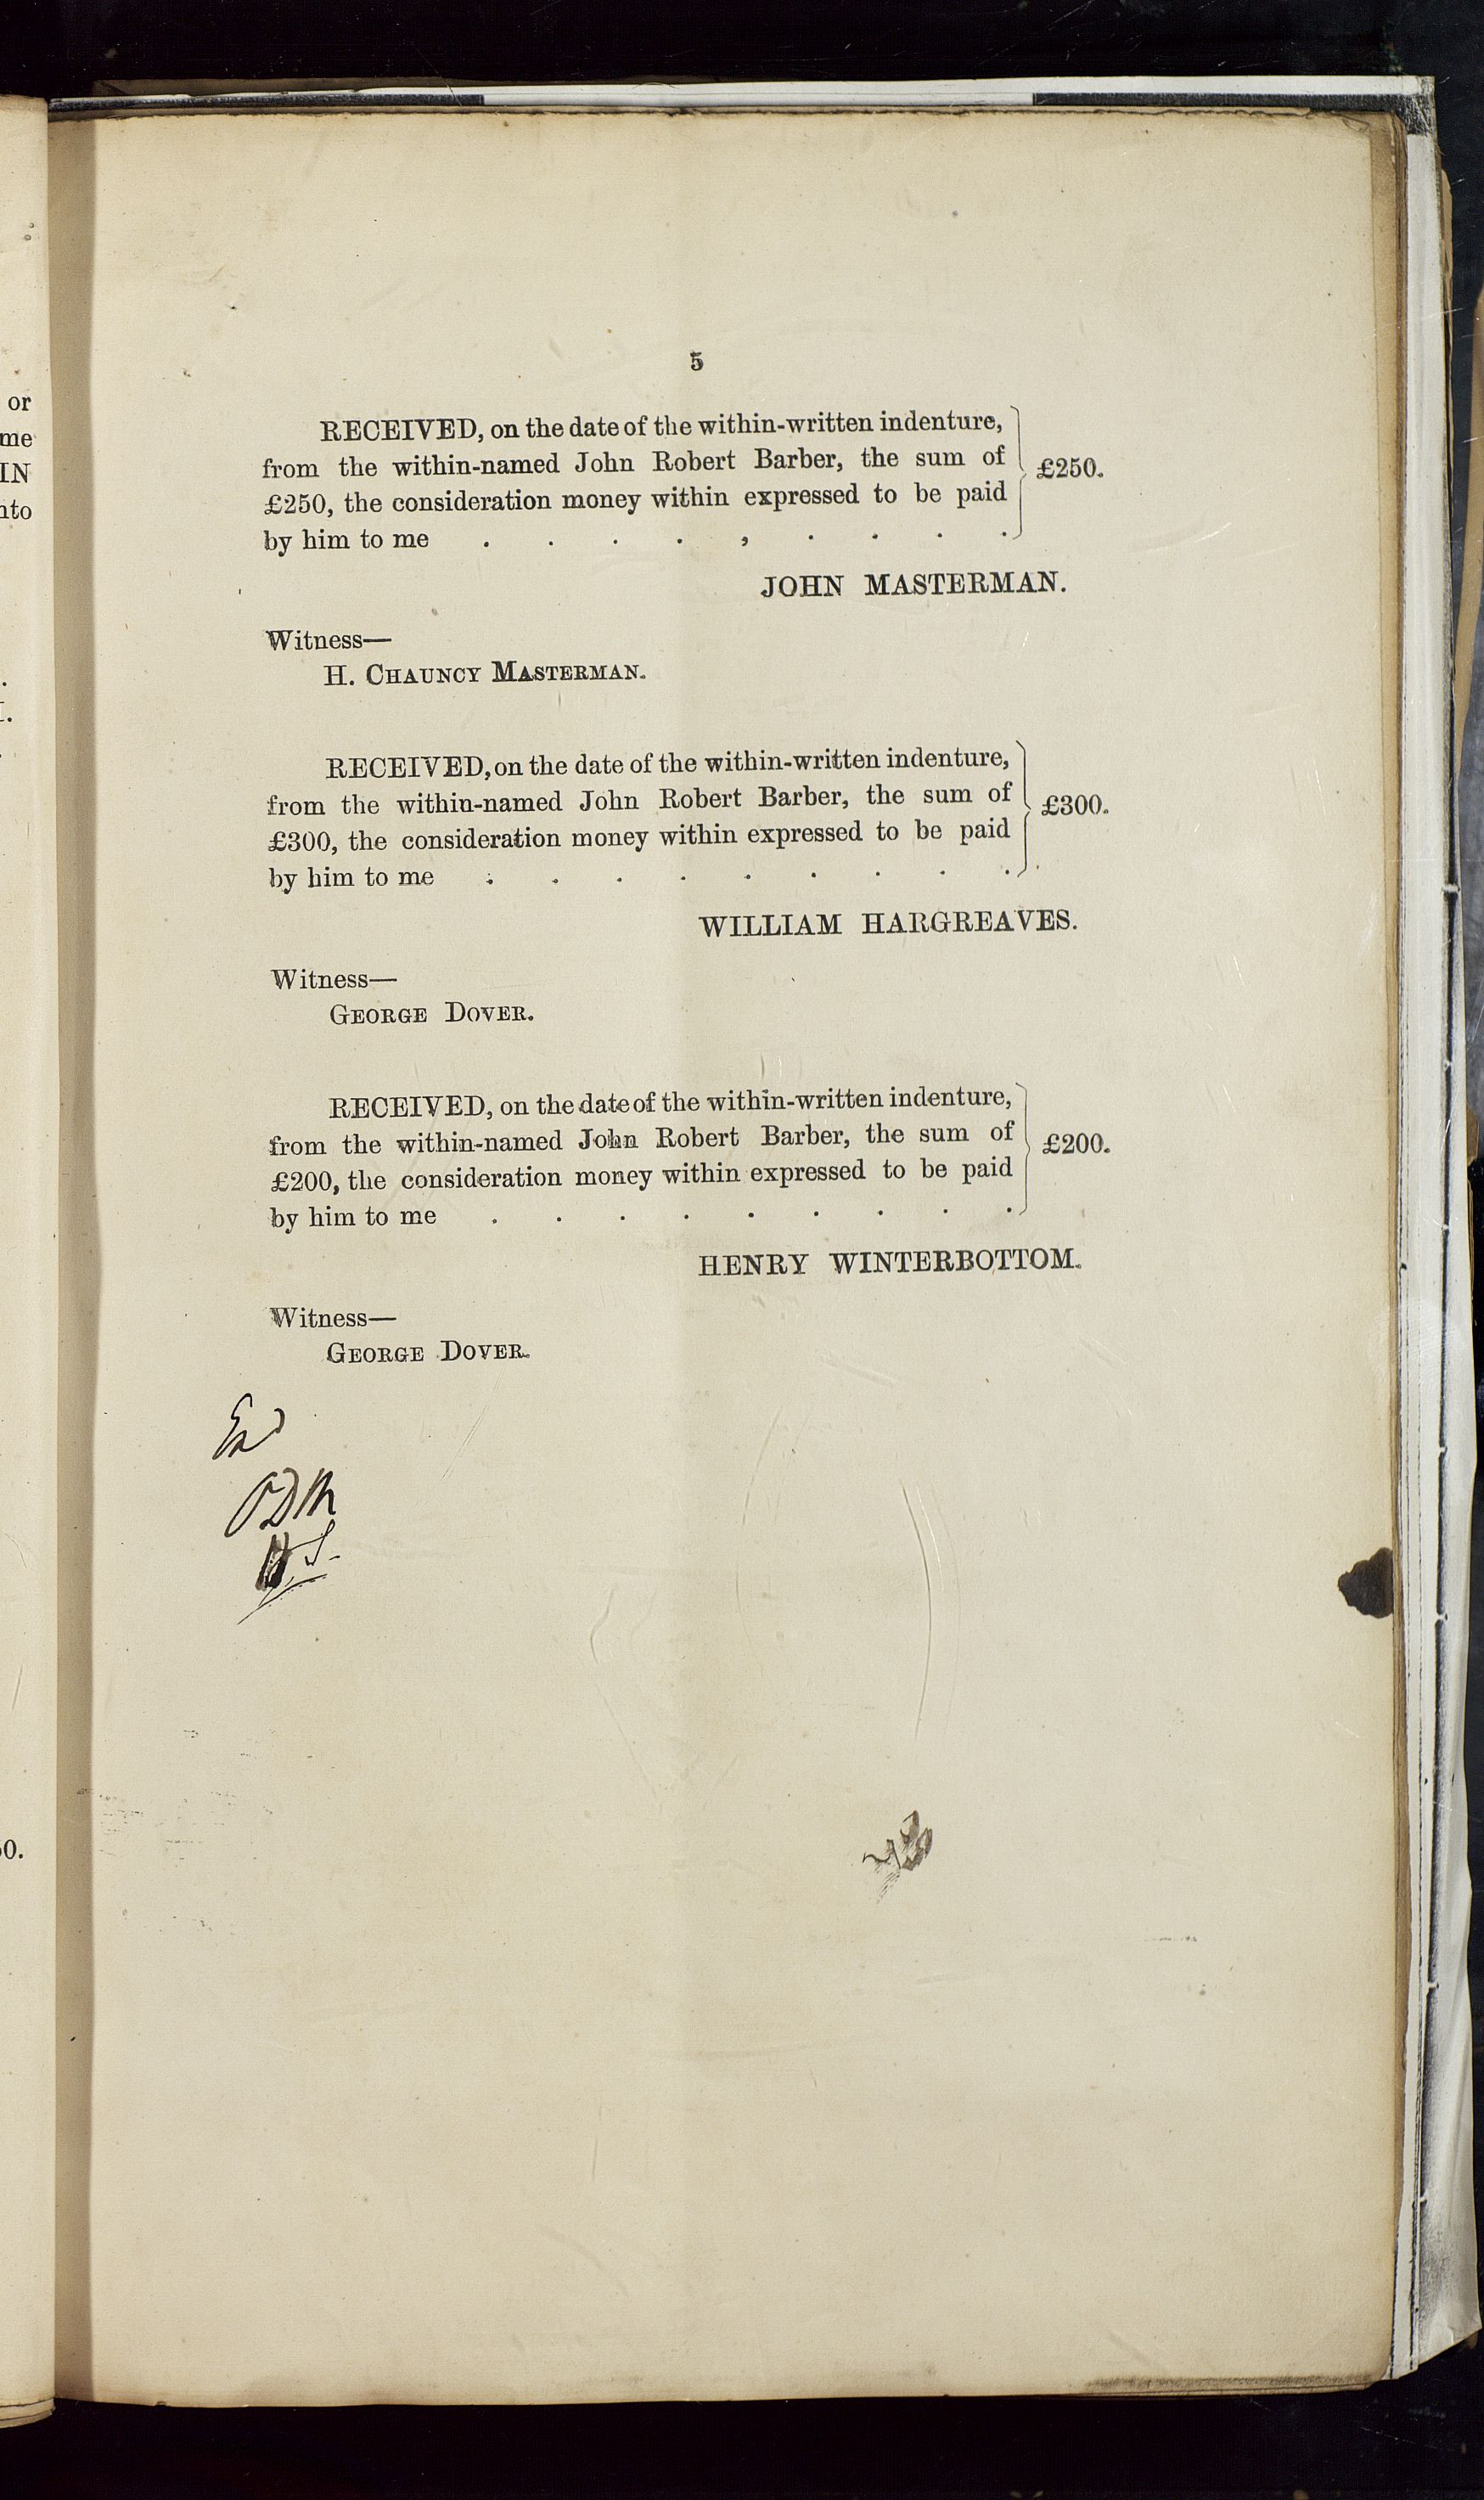 5
RECEIVED, on the date of the within-written indenture,
from the within-named John Robert Barber, the sum of
£250, the consideration money within expressed to be paid
by him to me . . . . , . . . .
£250.
JOHN MASTERMAN.
Witness—
H. CHAUNCY MASTERMAN.
RECEIVED, on the date of the within-written indenture,
from the within-named John Robert Barber, the sum of
£300, the consideration money within expressed to be paid
by him to me . . . . . . . . .
£300.
WILLIAM HARGREAVES.
Witness—
GEORGE DOVER.
RECEIVED, on the date of the within-written indenture,
from the within-named John Robert Barber, the sum of
£200, the consideration money within expressed to be paid
by him to me . . . . . . . . .
£200.
HENRY WINTERBOTTOM.
Witness—
GEORGE DOVER.
or
me
IN
nto